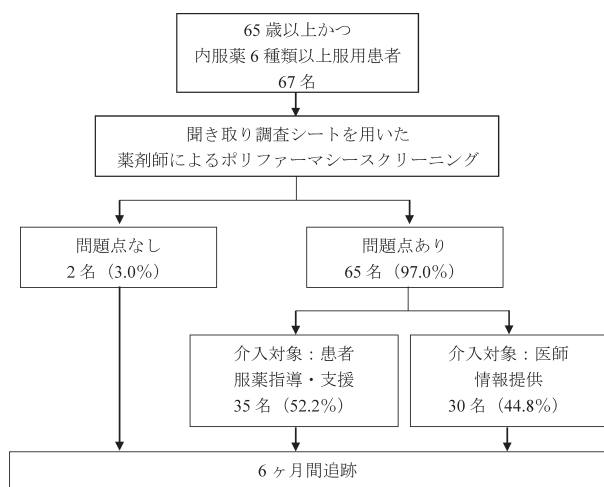 65 歳以上かつ
内服薬 6 種類以上服用患者
67 名
聞き取り調査シートを用いた
薬剤師によるポリファーマシースクリーニング
問題点なし
2 名（3.0%）
問題点あり
65 名（97.0%）
介入対象：患者
服薬指導・支援
35 名（52.2%）
介入対象：医師
情報提供
30 名（44.8%）
6 ヶ月間追跡